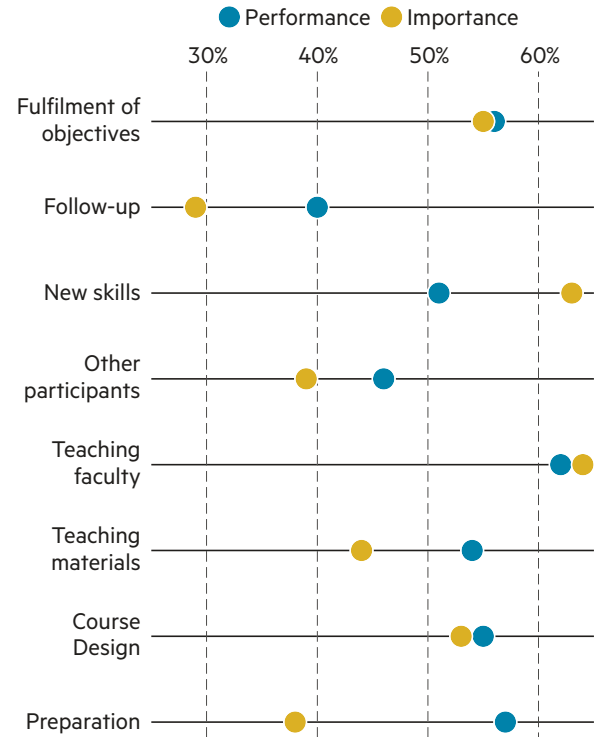 Performance Importance
30% 40% 50% 60%
Fulfilment of
objectives
Follow-up
New skills
Other
participants
Teaching
faculty
Teaching
materials
Course
Design
Preparation